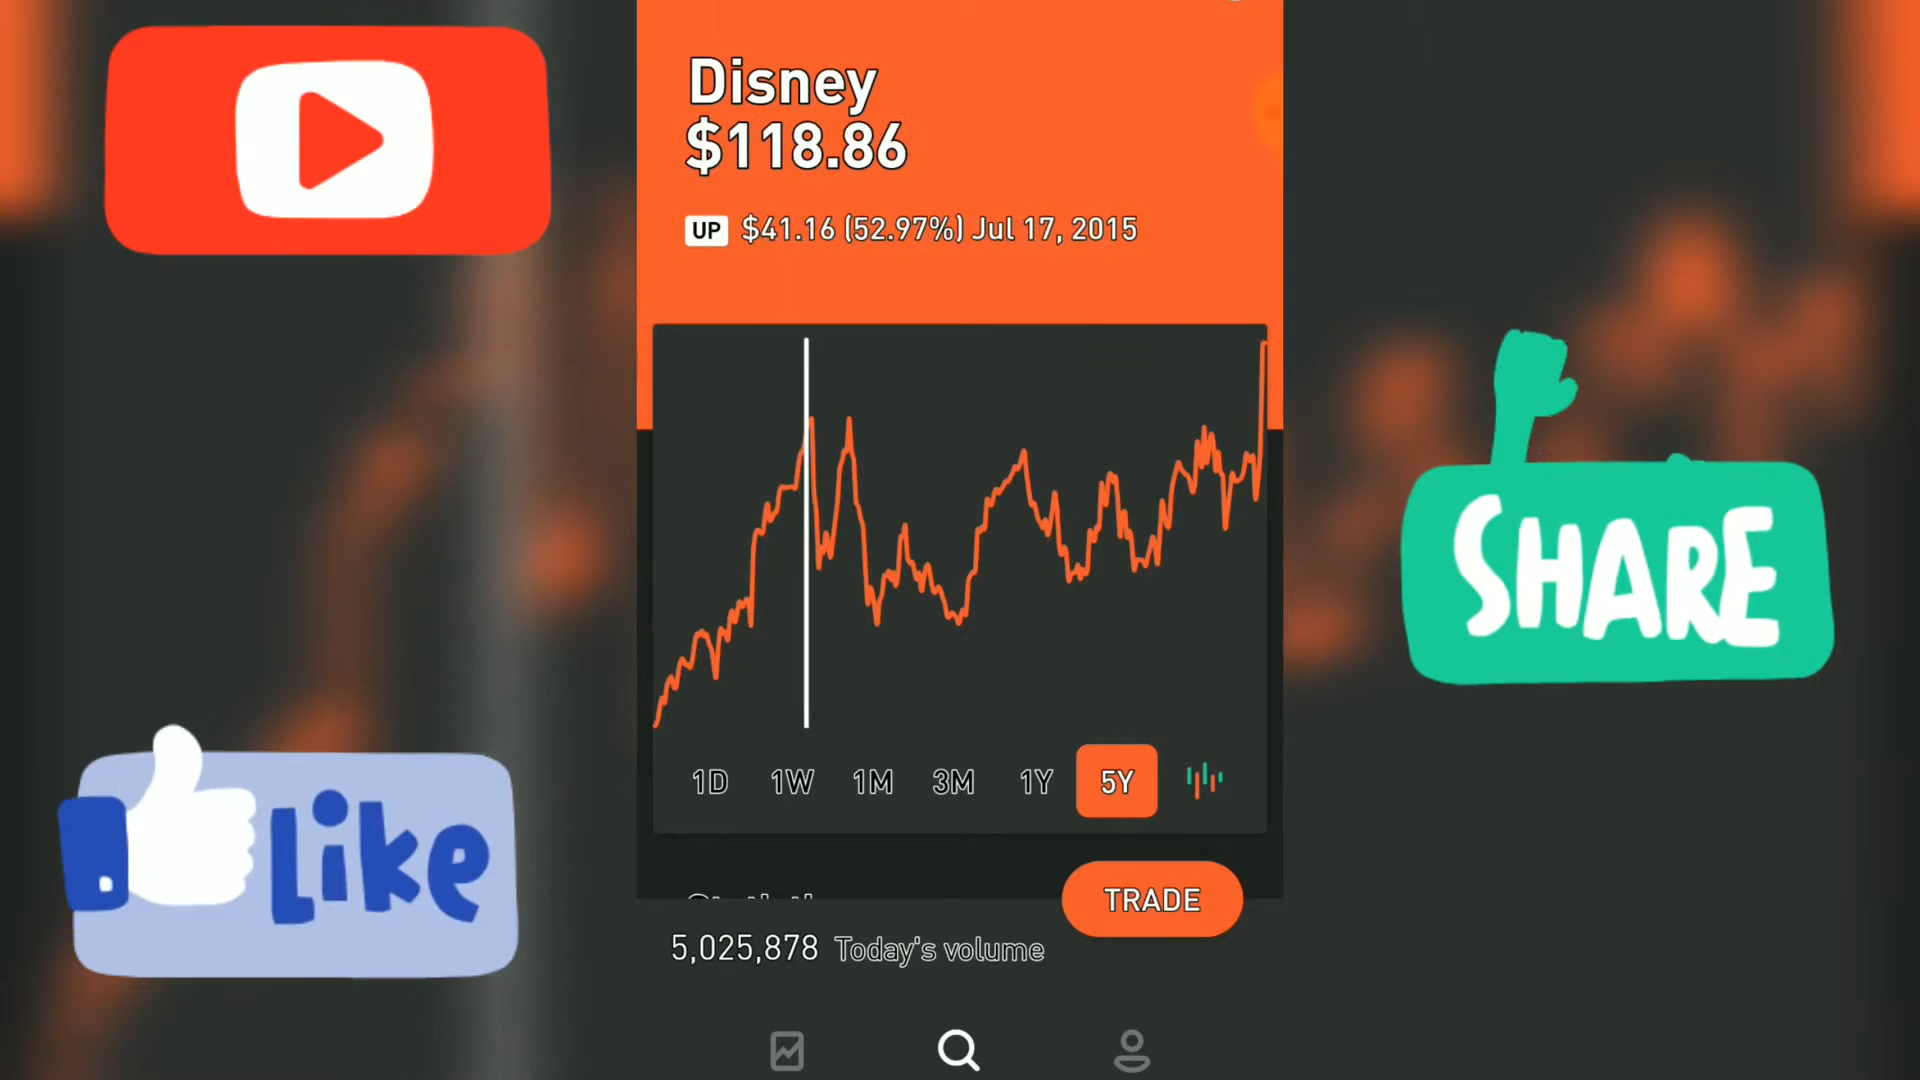 Disney
$118.86
UP $41.16 (52.97%) Jul 17, 2015
SHARE
1D 1W 1M 3M 1Y 5Y
Like
TRADE
5,025,878 Today's volume